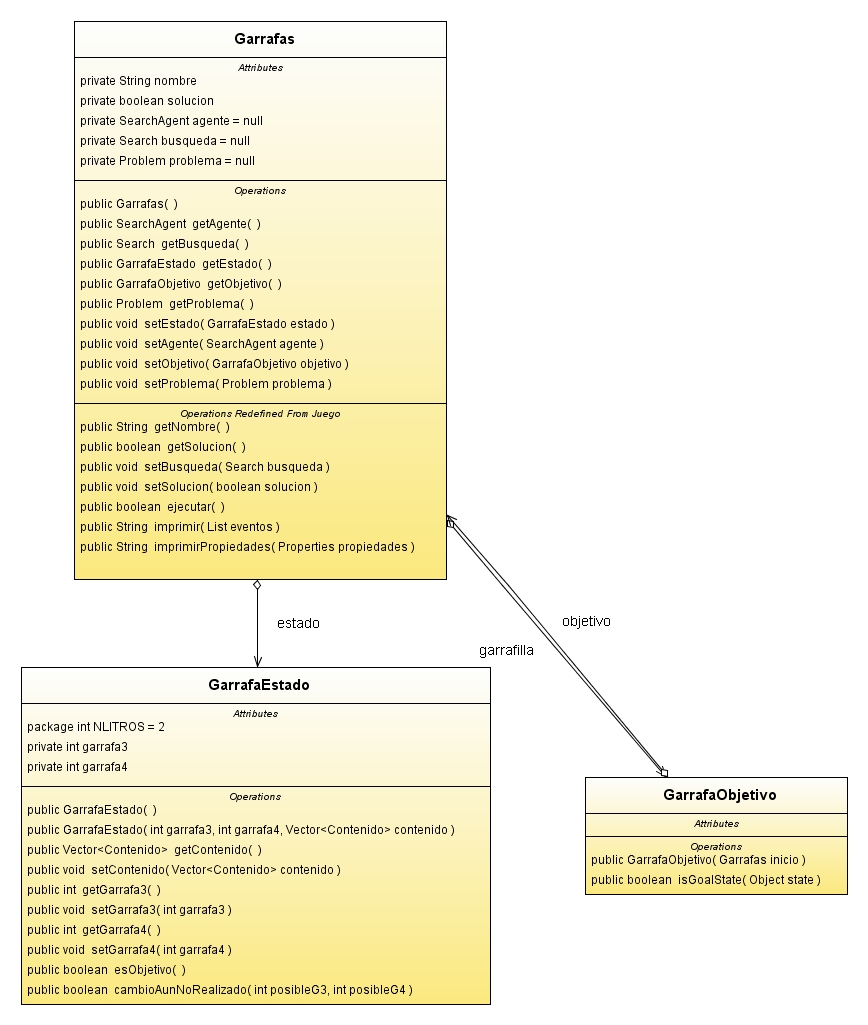 Garrafas
Attributes
private String nombre
private boolean solucion
private SearchAgent agente = null
private Search busqueda = null
private Problem problema = null
Operations
public Garrafas( )
public SearchAgent getAgente( )
public Search getBusqueda( )
public GarrafaEstado getEstado( )
public GarrafaObjetivo getObjetivo( )
public Problem getProblema( )
public void setEstado( GarrafaEstado estado )
public void setAgente( SearchAgent agente )
public void setObjetivo( GarrafaObjetivo objetivo )
public void setProblema( Problem problema )
Operations Redefined From Juego
public String getNombre( )
public boolean getSolucion( )
public void setBusqueda( Search busqueda )
public void setSolucion( boolean solucion )
public boolean ejecutar( )
public String imprimir( List eventos )
public String imprimirPropiedades( Properties propiedades )
estado
objetivo
garrafilla
GarrafaEstado
Attributes
package int NLITROS = 2
private int garrafa3
private int garrafa4
Operations
public GarrafaEstado( )
public GarrafaEstado( int garrafa3, int garrafa4, Vector<Contenido> contenido )
public Vector<Contenido> getContenido( )
public void setContenido( Vector<Contenido> contenido )
public int getGarrafa3( )
public void setGarrafa3( int garrafa3 )
public int getGarrafa4( )
public void setGarrafa4( int garrafa4 )
public boolean esObjetivo( )
public boolean cambioAunNoRealizado( int posibleG3, int posibleG4 )
GarrafaObjetivo
Attributes
Operations
public GarrafaObjetivo( Garrafas inicio )
public boolean isGoalState( Object state )